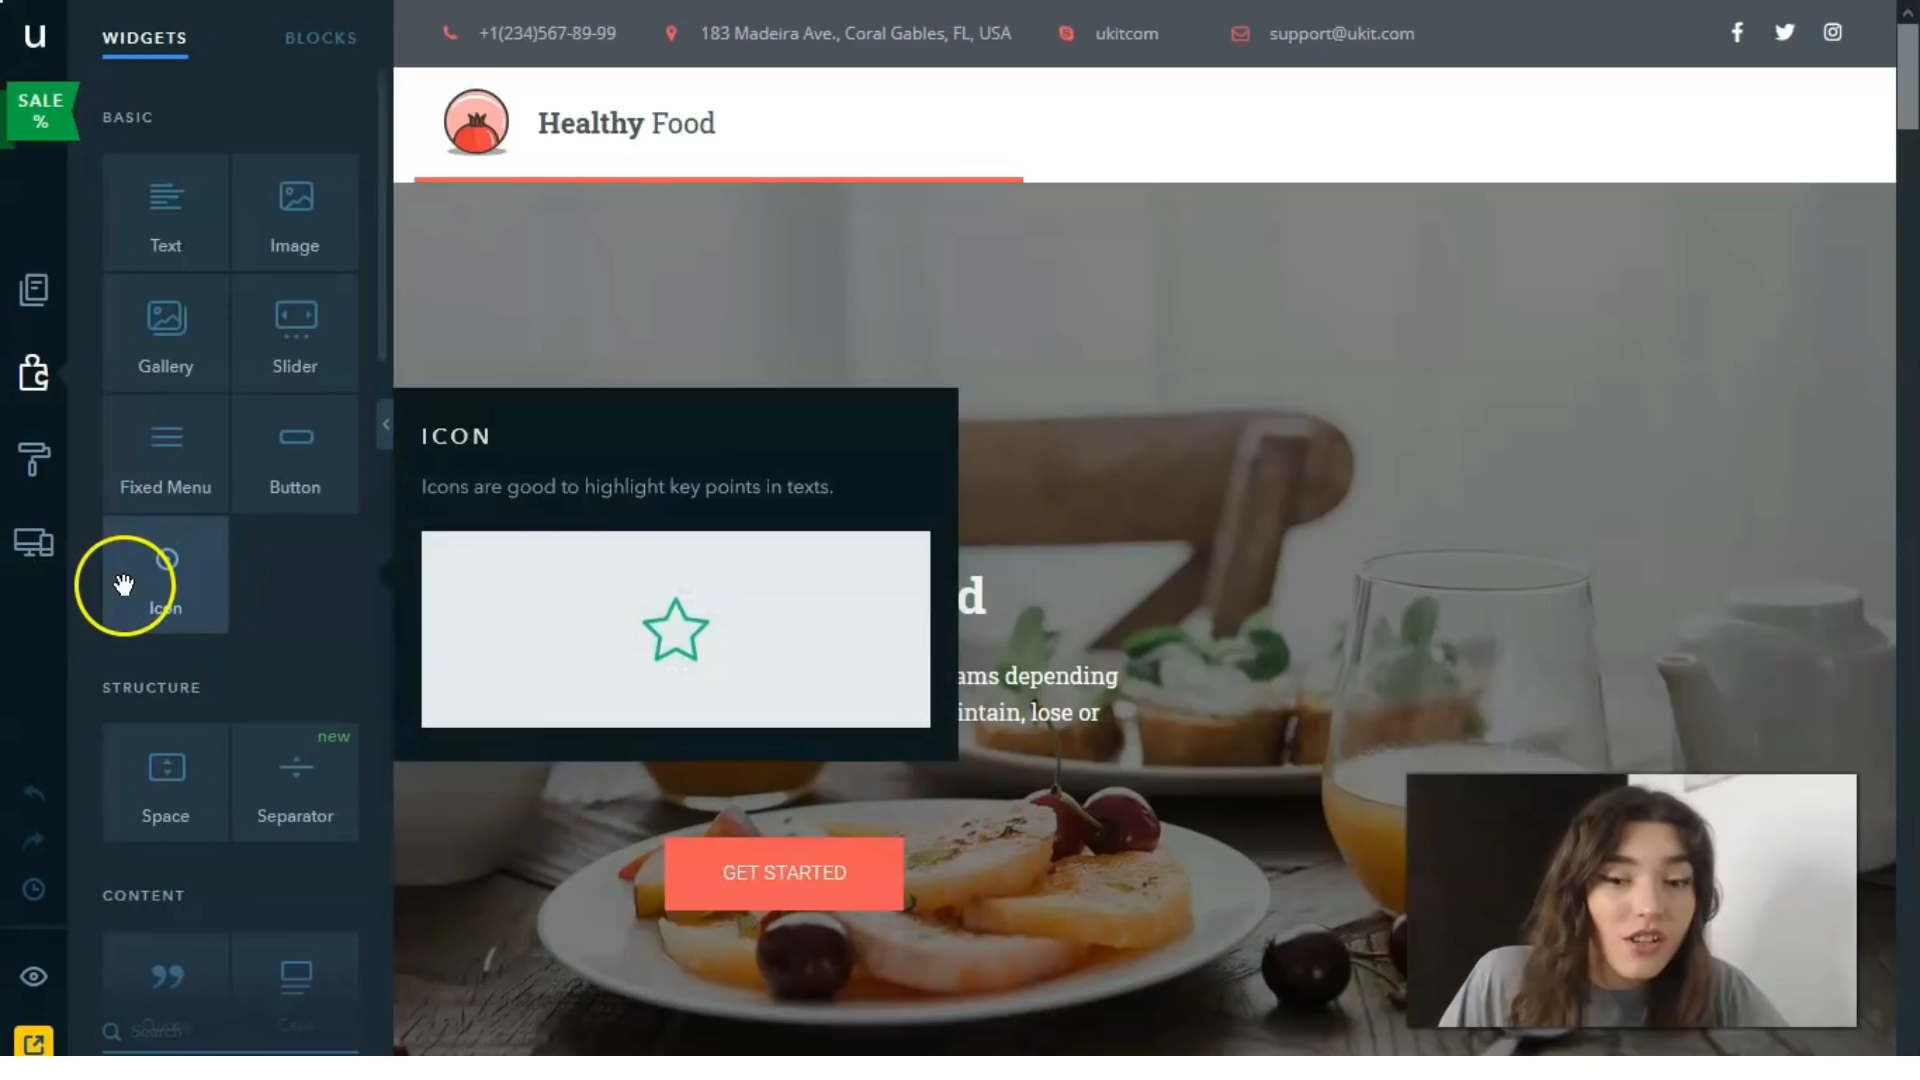 u
WIDGETS
BLOCKS
SALE
%
BASIC
Text
Image
Gallery
Slider
Fixed Menu
Button
Icon
STRUCTURE
new
Space
Separator
CONTENT
Search
+1(234)567-89-99
183 Madeira Ave., Coral Gables, FL, USA
ukitcom
support@ukit.com
Healthy Food
ICON
Icons are good to highlight key points in texts.
d
ams depending
intain, lose or
GET STARTED